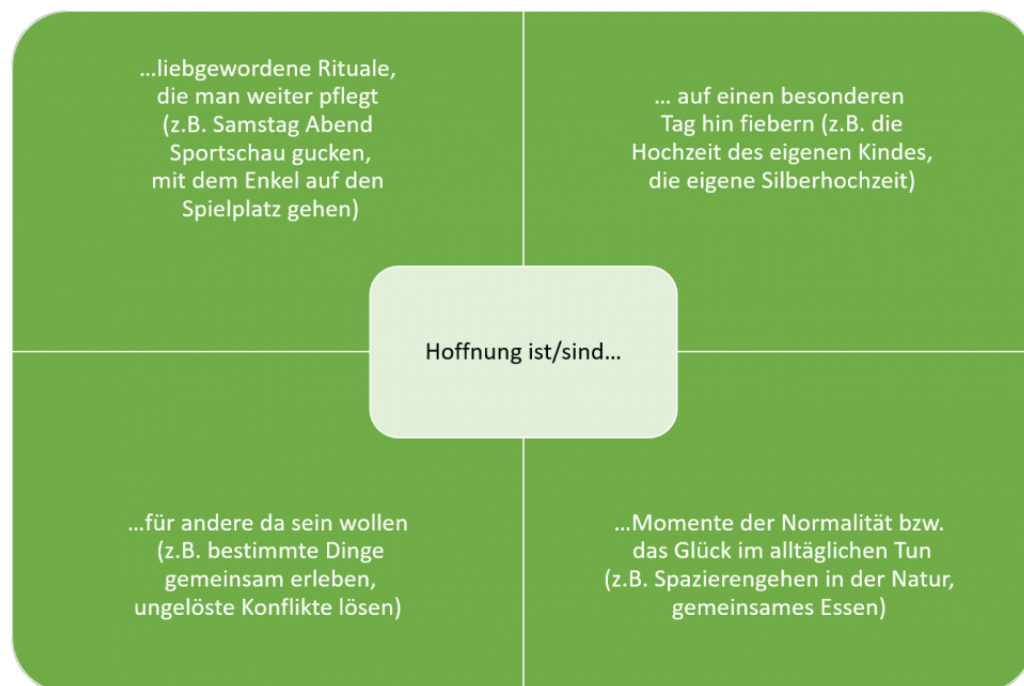 ...liebgewordene Rituale,
die man weiter pflegt
(z.B. Samstag Abend
Sportschau gucken,
mit dem Enkel auf den
Spielplatz gehen)
... auf einen besonderen
Tag hin fiebern (z.B. die
Hochzeit des eigenen Kindes,
die eigene Silberhochzeit)
Hoffnung ist/sind...
...für andere da sein wollen
(z.B. bestimmte Dinge
gemeinsam erleben,
ungelöste Konflikte lösen)
...Momente der Normalität bzw.
das Glück im alltäglichen Tun
(z.B. Spazierengehen in der Natur,
gemeinsames Essen)